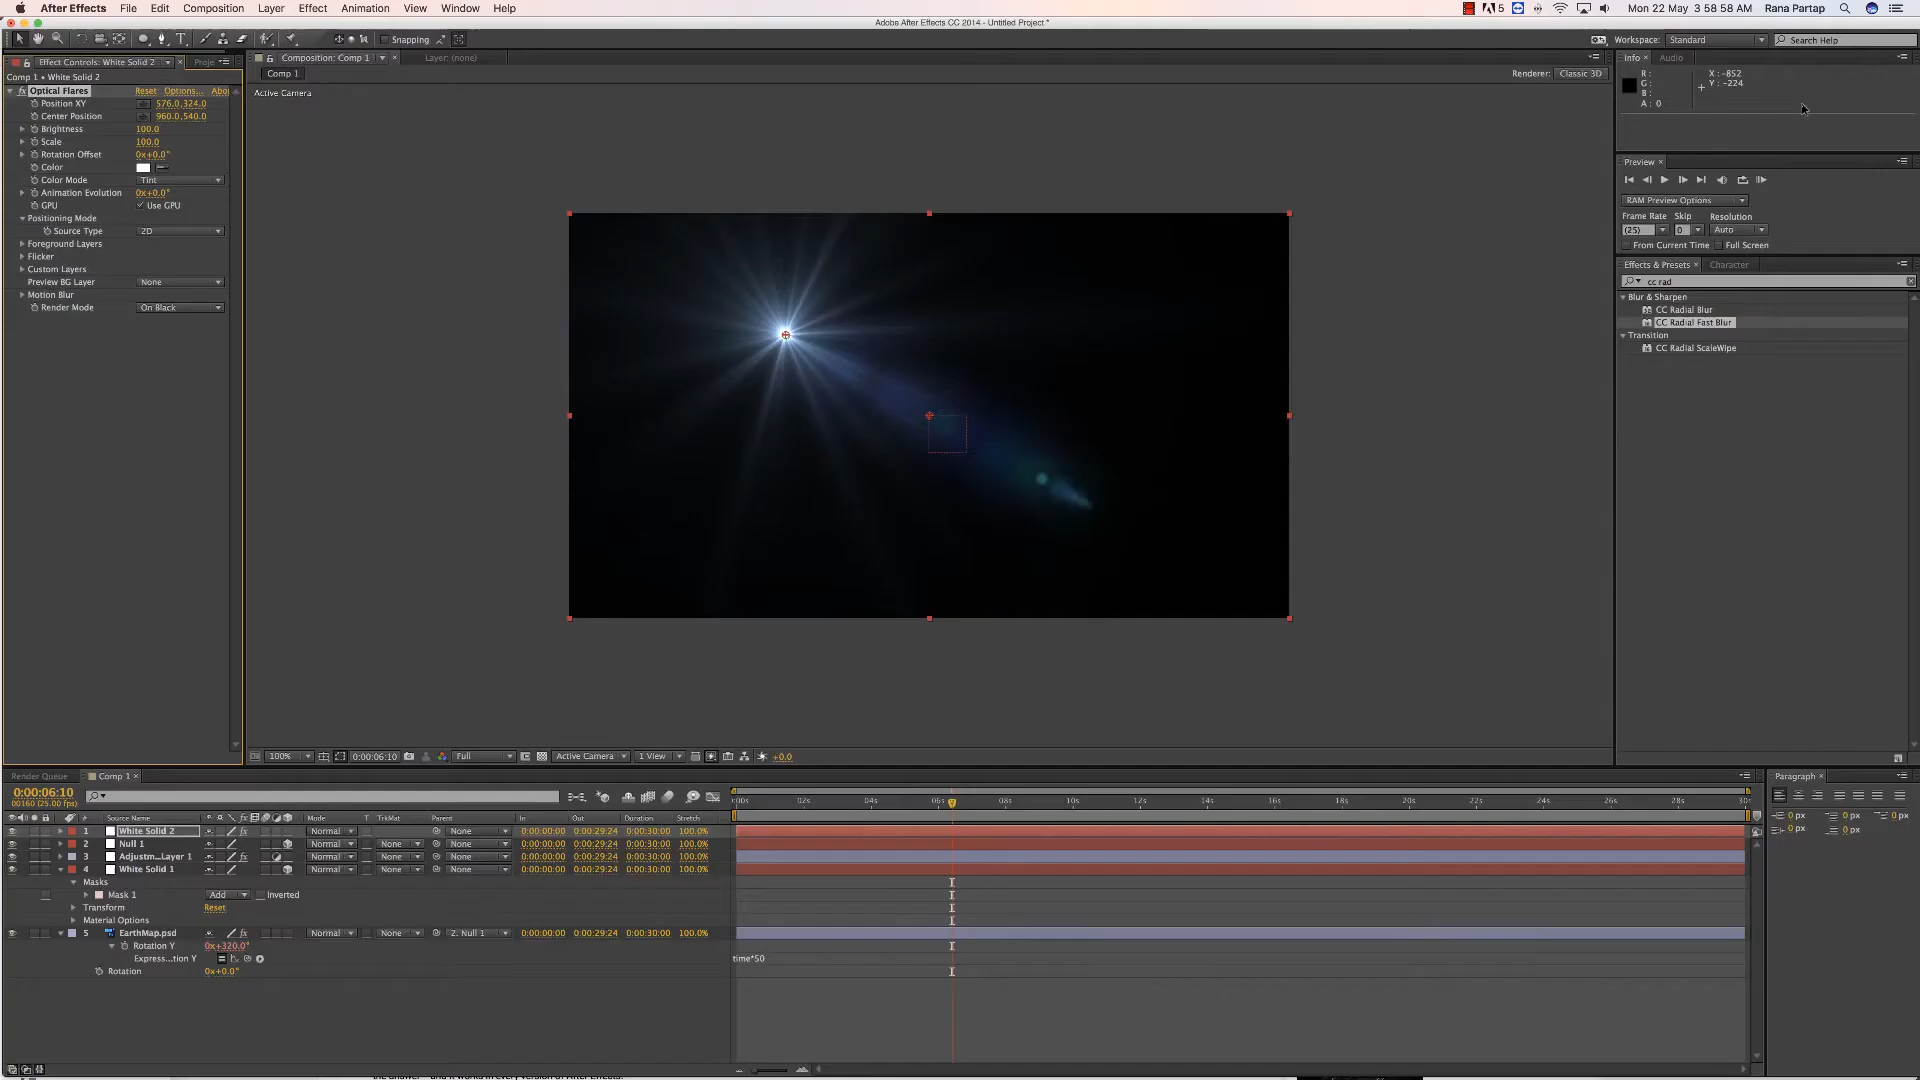 After Effects File Edit Composition Layer Effect Animation View Window Help
5 Mon 22 May 3 58 58 AM Rana Partap
Adobe After Effects CC 2014 - Untitled Project *
Snapping Workspace: Standard Search Help
Effect Controls: White Solid 2 Proje
Composition: Comp 1 Layer: (none)
Info Audio
Comp 1 • White Solid 2
Comp 1
Renderer: Classic 3D
Active Camera
R : X : -852
G : Y : -224
B :
A : 0
fx Optical Flares Reset Options... Abou
Position XY 576.0,324.0
Center Position 960.0,540.0
Brightness 100.0
Scale 100.0
Rotation Offset 0x+0.0°
Color
Color Mode Tint
Animation Evolution 0x+0.0°
GPU Use GPU
Positioning Mode
Source Type 2D
Foreground Layers
Flicker
Custom Layers
Preview BG Layer None
Motion Blur
Render Mode On Black
Preview
RAM Preview Options
Frame Rate Skip Resolution
(25) 0 Auto
From Current Time Full Screen
Effects & Presets Character
cc rad
Blur & Sharpen
CC Radial Blur
CC Radial Fast Blur
Transition
CC Radial ScaleWipe
100% 0:00:06:10 Full Active Camera 1 View +0.0
Render Queue Comp 1
Paragraph
0:00:06:10
00160 (25.00 fps)
:00s 02s 04s 06s 08s 10s 12s 14s 16s 18s 20s 22s 24s 26s 28s 30s
# Source Name Mode T TrkMat Parent In Out Duration Stretch
1 White Solid 2 fx Normal None 0:00:00:00 0:00:29:24 0:00:30:00 100.0%
2 Null 1 Normal None None 0:00:00:00 0:00:29:24 0:00:30:00 100.0%
3 Adjustm...Layer 1 fx Normal None None 0:00:00:00 0:00:29:24 0:00:30:00 100.0%
4 White Solid 1 Normal None None 0:00:00:00 0:00:29:24 0:00:30:00 100.0%
Masks
Mask 1 Add Inverted
Transform Reset
Material Options
5 EarthMap.psd fx Normal None 2. Null 1 0:00:00:00 0:00:29:24 0:00:30:00 100.0%
Rotation Y 0x+320.0°
Express...tion Y time*50
Rotation 0x+0.0°
0 px 0 px 0 px
0 px 0 px